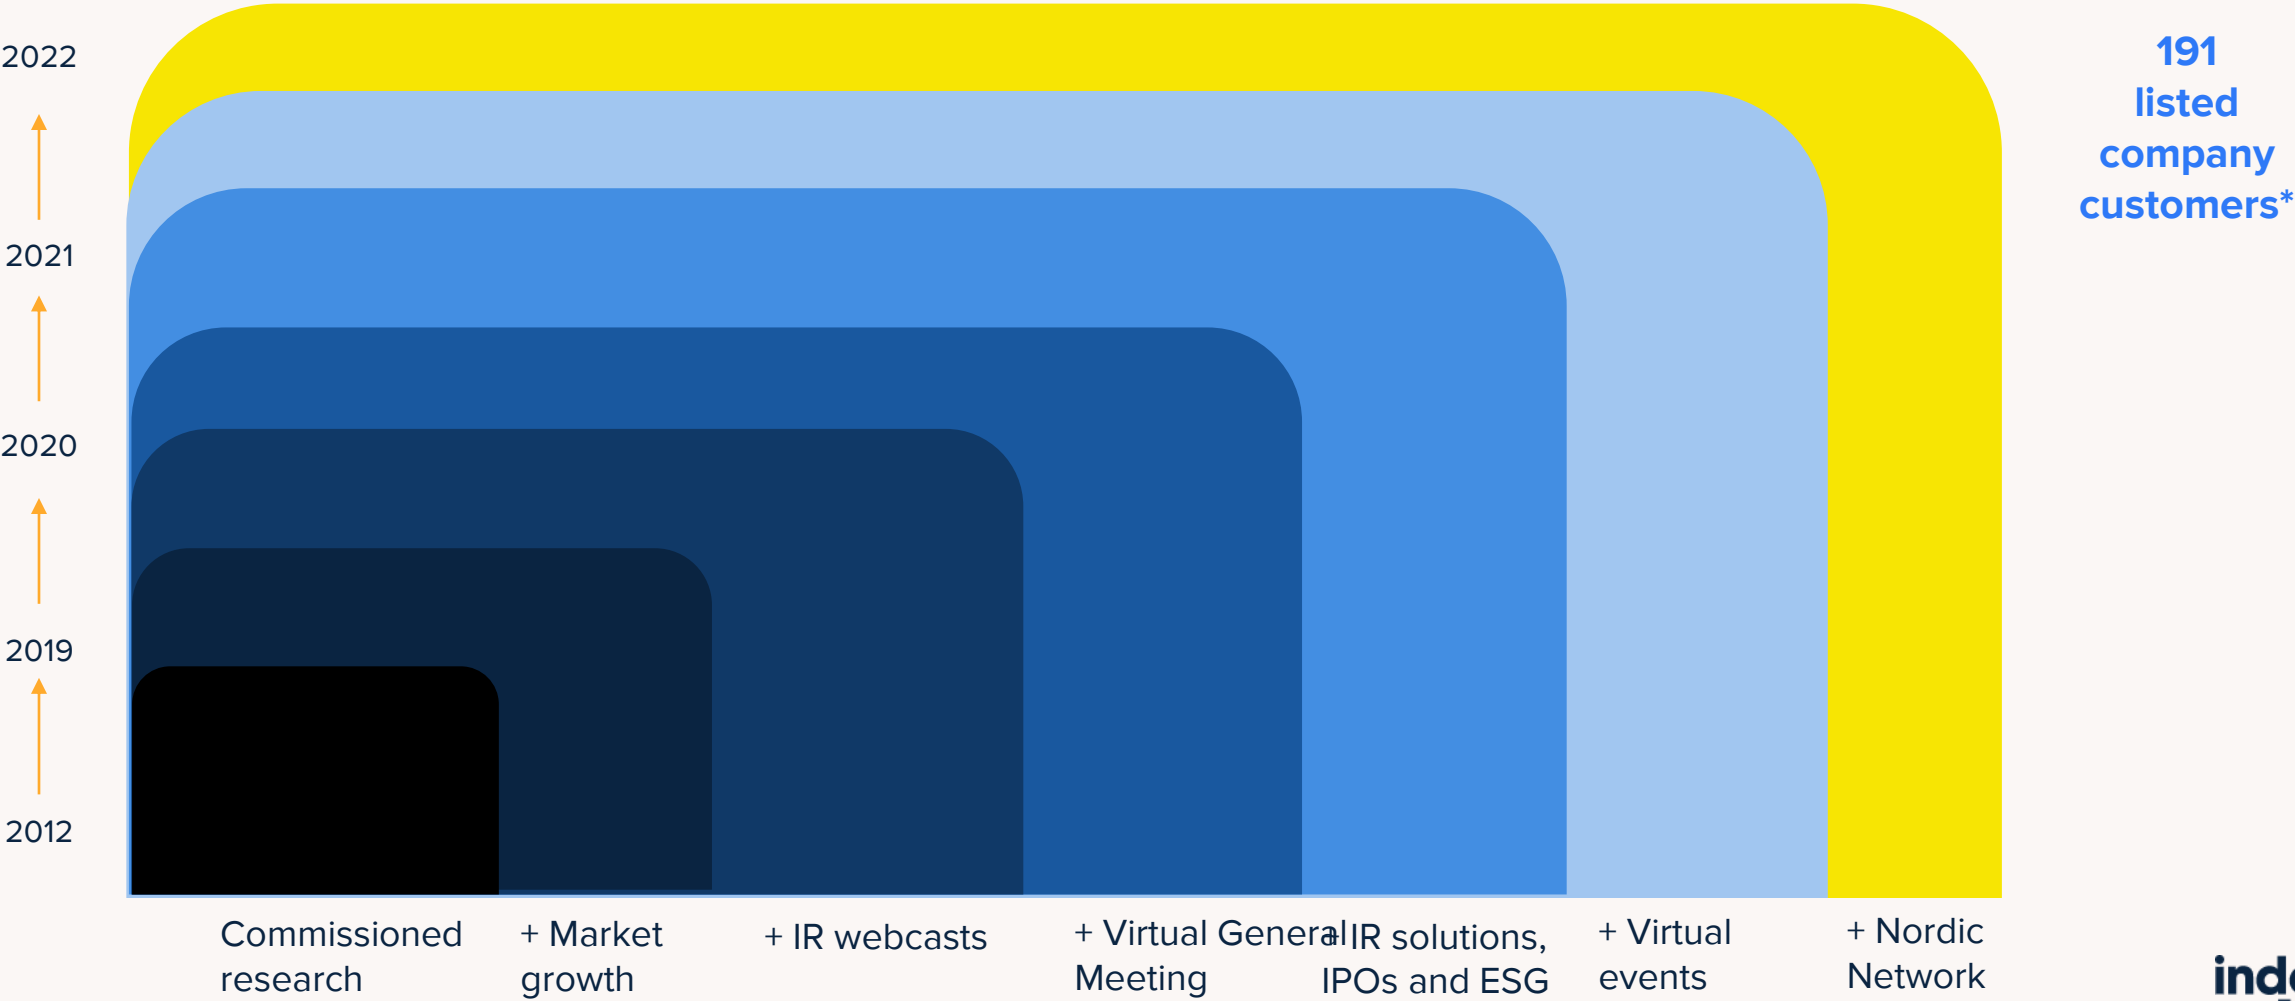 2022
2021
2020
2019
2012
191
listed
company
customers*
Commissioned
research
+ Market
growth
+ IR webcasts
+ Virtual General
Meeting
+ IR solutions,
IPOs and ESG
+ Virtual
events
+ Nordic
Network